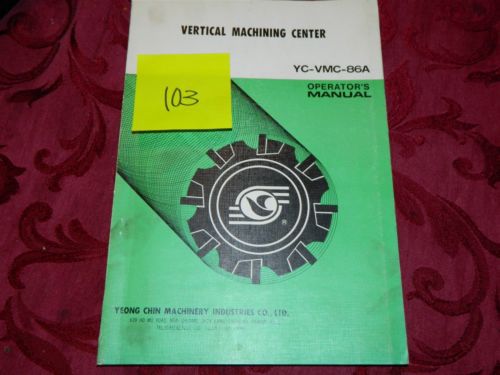 VERTICAL MACHINING CENTER
YC-VMC-86A
OPERATOR'S
MANUAL
103
®
YEONG CHIN MACHINERY INDUSTRIES CO., LTD.